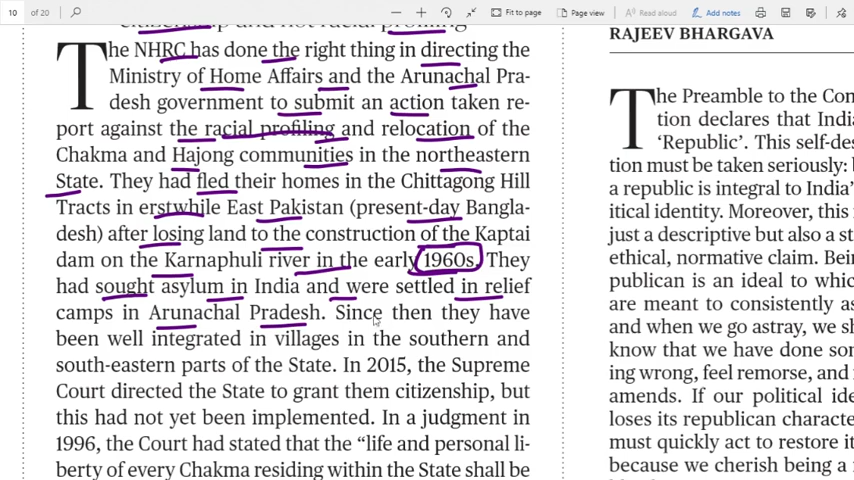 10 of 20
Fit to page
Page view
Read aloud
Add notes
citizenship and not racial profiling
The NHRC has done the right thing in directing the
Ministry of Home Affairs and the Arunachal Pra-
desh government to submit an action taken re-
port against the racial profiling and relocation of the
Chakma and Hajong communities in the northeastern
State. They had fled their homes in the Chittagong Hill
Tracts in erstwhile East Pakistan (present-day Bangla-
desh) after losing land to the construction of the Kaptai
dam on the Karnaphuli river in the early 1960s. They
had sought asylum in India and were settled in relief
camps in Arunachal Pradesh. Since then they have
been well integrated in villages in the southern and
south-eastern parts of the State. In 2015, the Supreme
Court directed the State to grant them citizenship, but
this had not yet been implemented. In a judgment in
1996, the Court had stated that the “life and personal li-
berty of every Chakma residing within the State shall be
RAJEEV BHARGAVA
The Preamble to the Con
tion declares that India
‘Republic’. This self-des
tion must be taken seriously:
a republic is integral to India’
itical identity. Moreover, this
just a descriptive but also a st
ethical, normative claim. Bein
publican is an ideal to whic
are meant to consistently as
and when we go astray, we sh
know that we have done som
ing wrong, feel remorse, and
amends. If our political ide
loses its republican characte
must quickly act to restore it
because we cherish being a